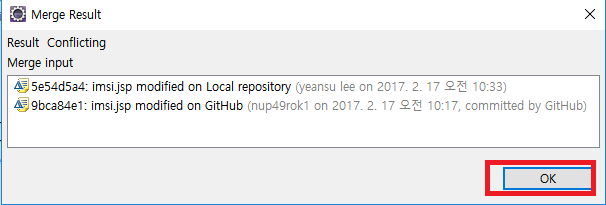 Merge Result
Result Conflicting
Merge input
5e54d5a4: imsi.jsp modified on Local repository (yeansu lee on 2017. 2. 17 오전 10:33)
9bca84e1: imsi.jsp modified on GitHub (nup49rok1 on 2017. 2. 17 오전 10:17, committed by GitHub)
OK